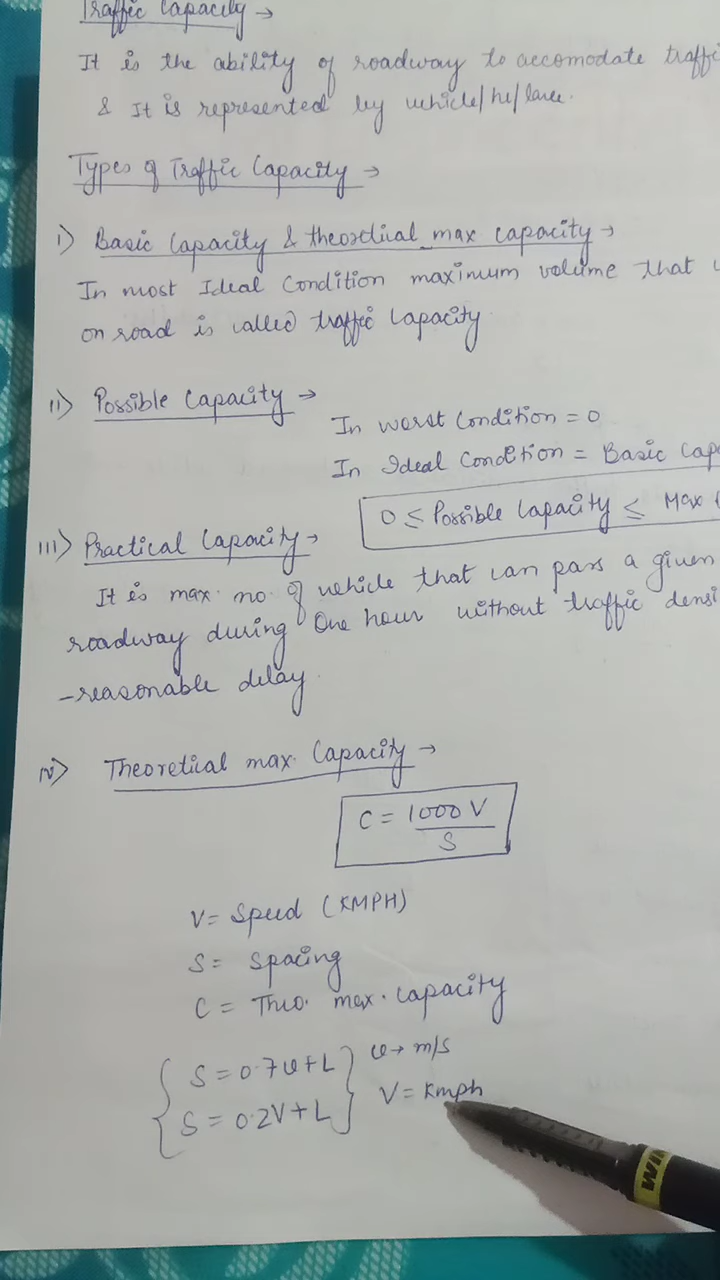 Traffic Capacity →
It is the ability of roadway to accomodate traffi
& It is represented by vehicle/hr/lane.
Types of Traffic Capacity →
i) Basic Capacity & theoretical max capacity →
In most Ideal Condition maximum volume that
on road is called traffic capacity
ii) Possible Capacity →
In worst Condition = 0
In Ideal Condition = Basic Cap
0 ≤ Possible Capacity ≤ Max
iii) Practical Capacity →
It is max. no. of vehicle that can pass a given
roadway during One hour without traffic densi
-reasonable delay.
iv) Theoretical max. Capacity →
C = 1000 V / S
V = Speed (KMPH)
S = Spacing
C = Theo. max. capacity
S = 0.7v + L v → m/s
S = 0.2V + L V = Kmph
WIN